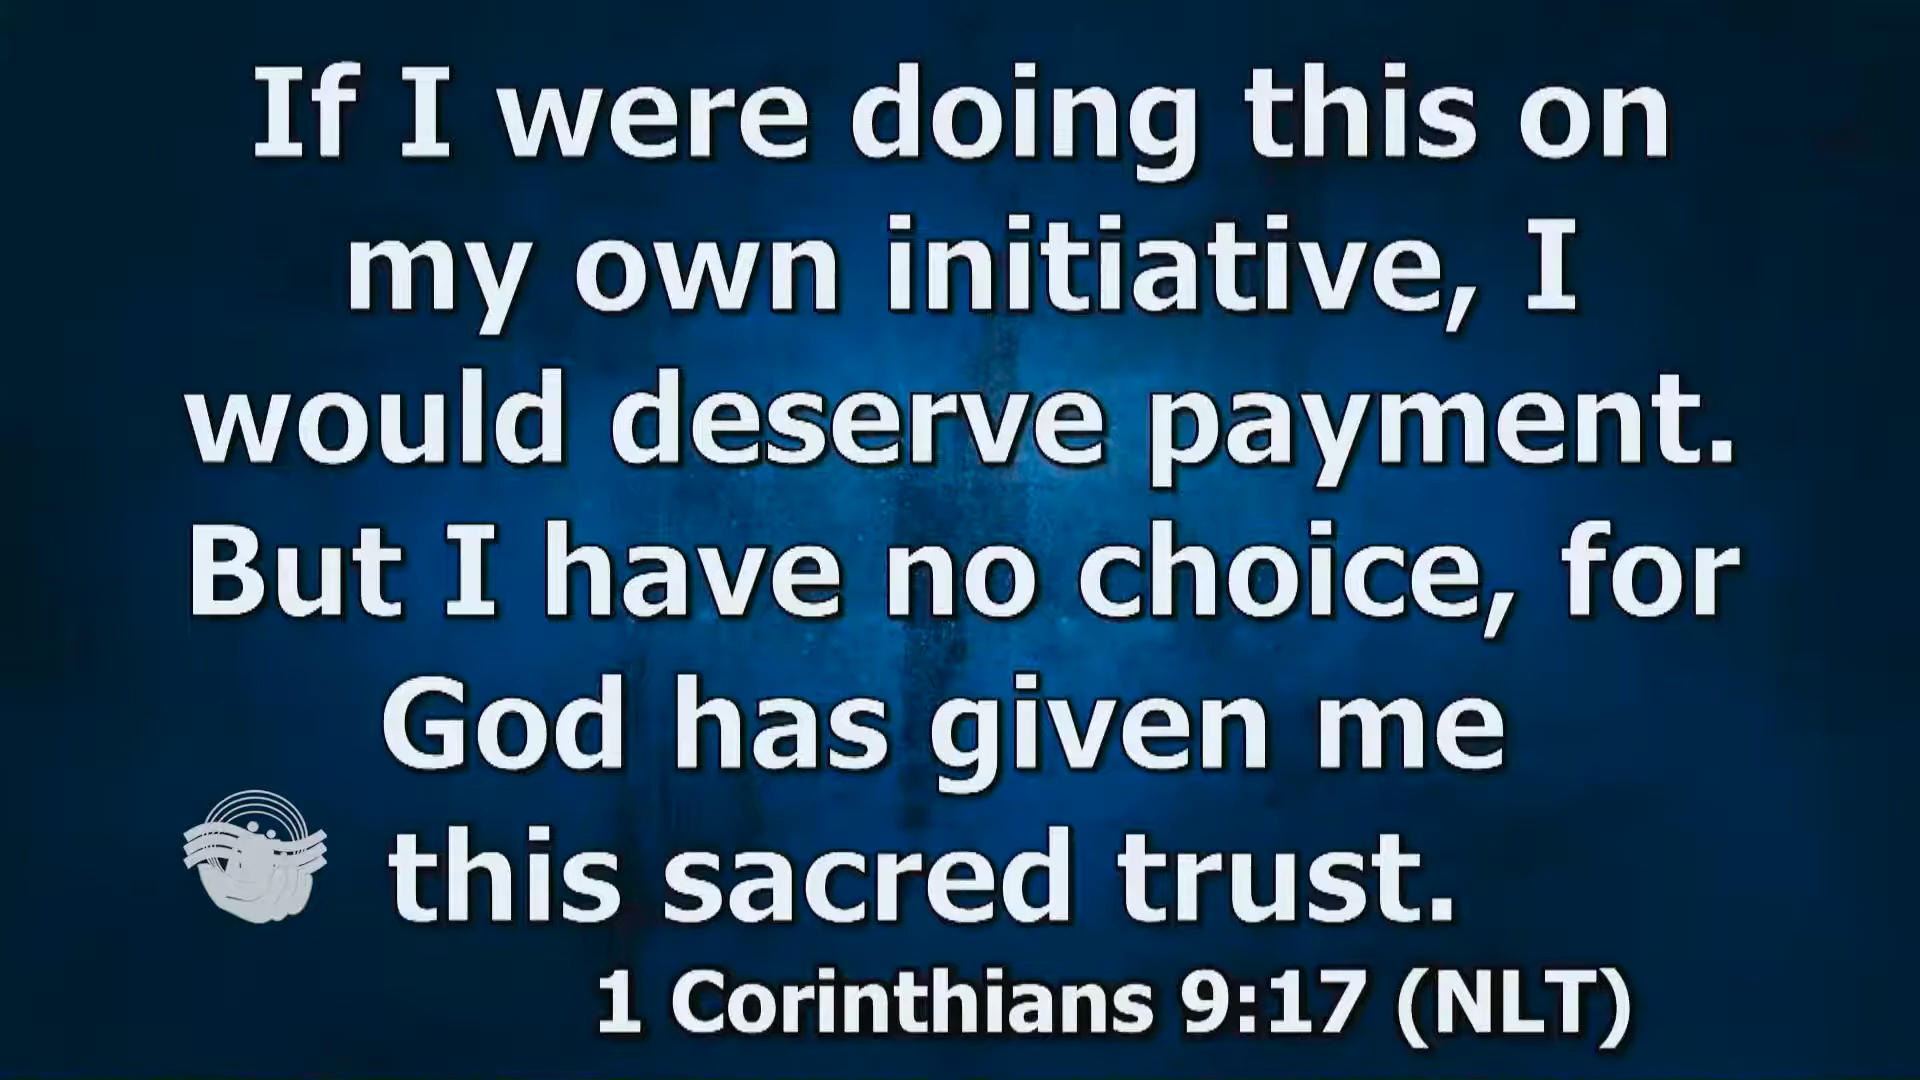 If I were doing this on
my own initiative, I
would deserve payment.
But I have no choice, for
God has given me
this sacred trust.
1 Corinthians 9:17 (NLT)